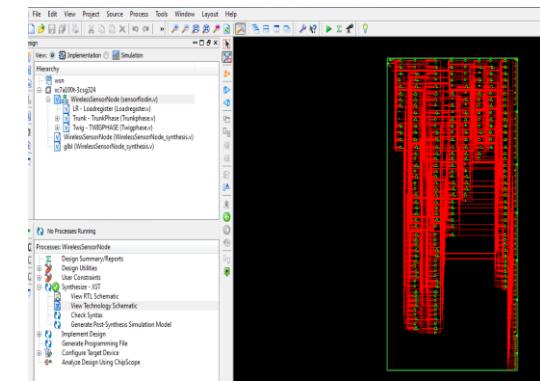 File Edit View Project Source Process Tools Window Layout Help
sign
View: Implementation Simulation
Hierarchy
wsn
xc7a100t-3csg324
WirelessSensorNode (sensorflodin.v)
LR - Loadregister (Loadregister.v)
Trunk - TrunkPhase (Trunkphase.v)
Twig - TWIGPHASE (Twigphase.v)
WirelessSensorNode (WirelessSensorNode_synthesis.v)
glbl (WirelessSensorNode_synthesis.v)
No Processes Running
Processes: WirelessSensorNode
Design Summary/Reports
Design Utilities
User Constraints
Synthesize - XST
View RTL Schematic
View Technology Schematic
Check Syntax
Generate Post-Synthesis Simulation Model
Implement Design
Generate Programming File
Configure Target Device
Analyze Design Using ChipScope